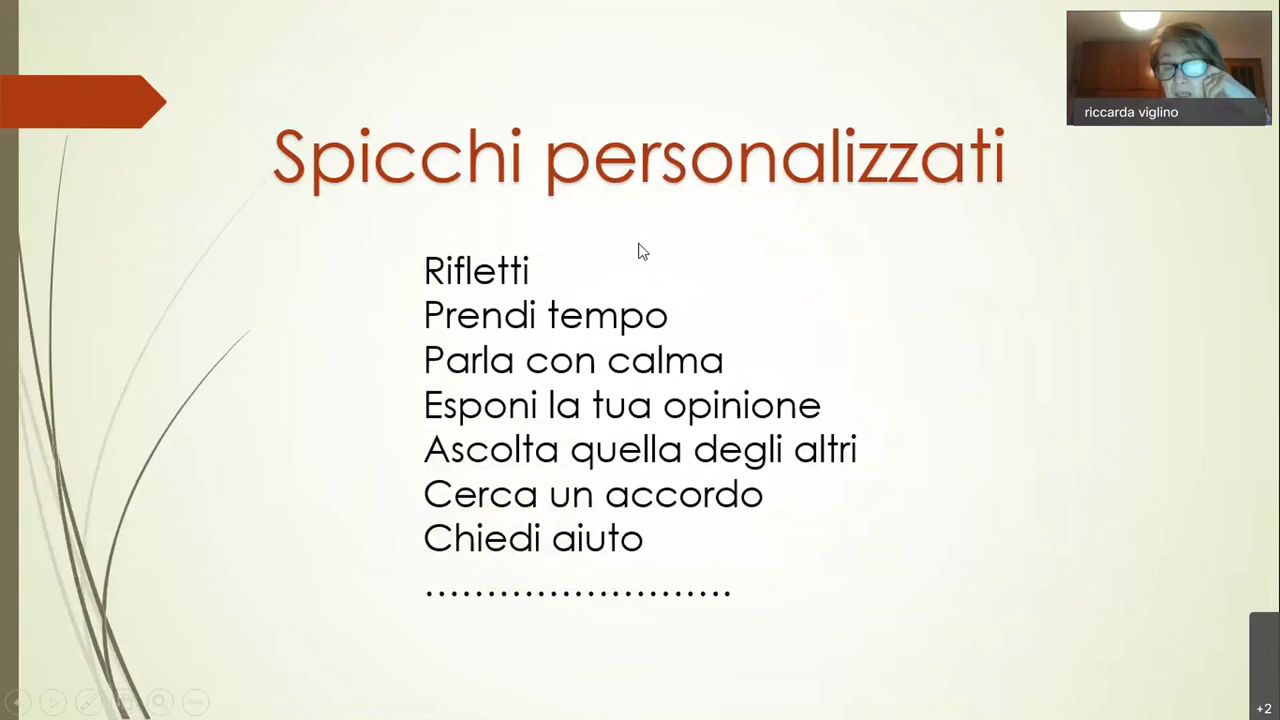 riccarda viglino
Spicchi personalizzati
Rifletti
Prendi tempo
Parla con calma
Esponi la tua opinione
Ascolta quella degli altri
Cerca un accordo
Chiedi aiuto
.........................
+2